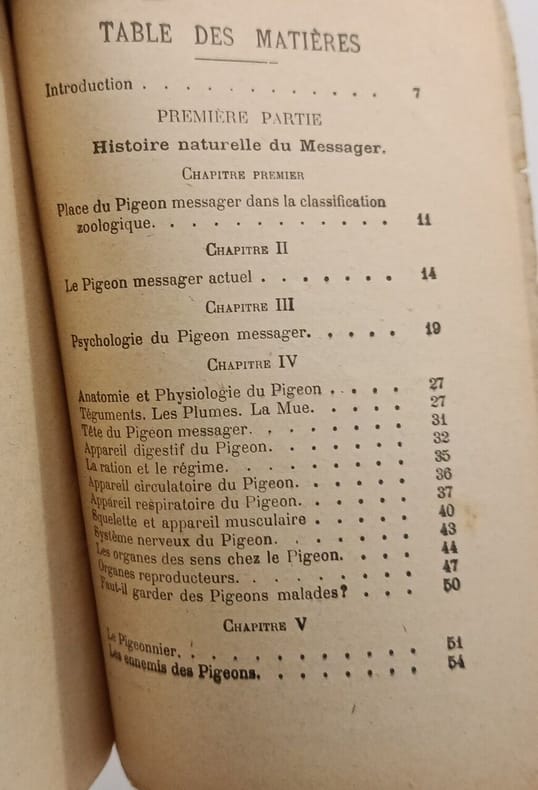 TABLE DES MATIÈRES
Introduction . . . . . . . . . . . . 7
PREMIÈRE PARTIE
Histoire naturelle du Messager.
CHAPITRE PREMIER
Place du Pigeon messager dans la classification
zoologique. . . . . . . . . . . . 11
CHAPITRE II
Le Pigeon messager actuel . . . . . . . 14
CHAPITRE III
Psychologie du Pigeon messager. . . . . 19
CHAPITRE IV
Anatomie et Physiologie du Pigeon . . . . . 27
Téguments. Les Plumes. La Mue. . . . . 27
Tête du Pigeon messager. . . . . . . 31
Appareil digestif du Pigeon. . . . . . . 32
La ration et le régime. . . . . . . . 35
Appareil circulatoire du Pigeon. . . . . . 36
Appareil respiratoire du Pigeon. . . . . . 37
Squelette et appareil musculaire . . . . . 40
Système nerveux du Pigeon. . . . . . . 43
Les organes des sens chez le Pigeon. . . . 44
Organes reproducteurs. . . . . . . . 47
Faut-il garder des Pigeons malades? . . . 50
CHAPITRE V
Le Pigeonnier. . . . . . . . . . . 51
Les ennemis des Pigeons. . . . . . . 54